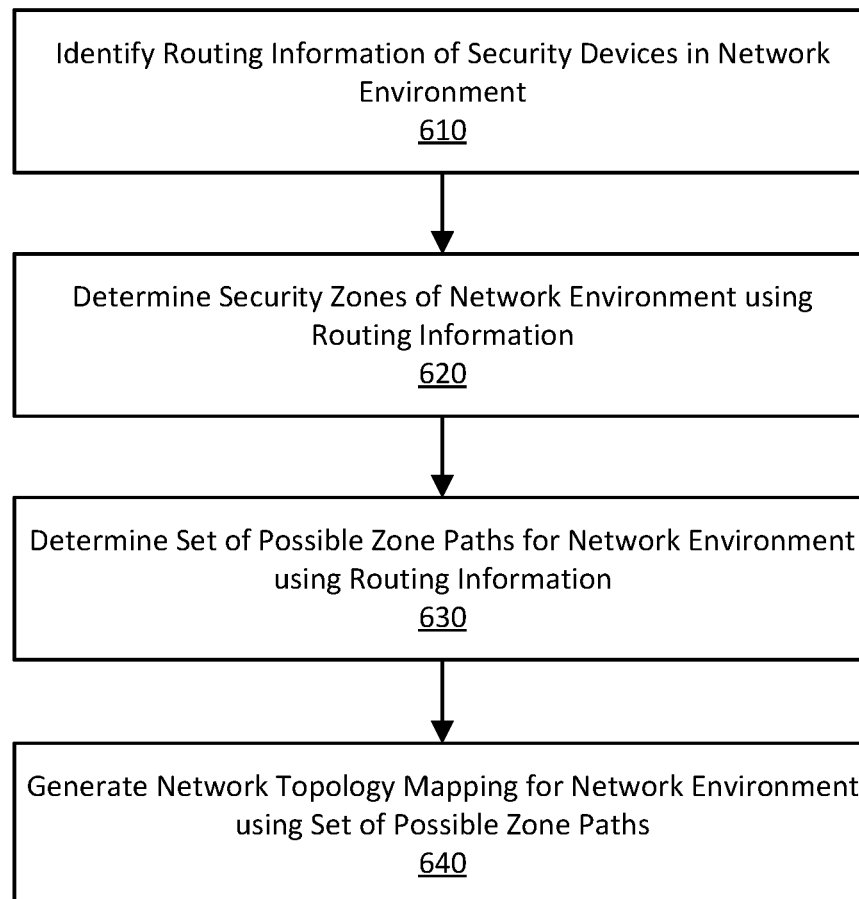 Identify Routing Information of Security Devices in Network
Environment
610
Determine Security Zones of Network Environment using
Routing Information
620
Determine Set of Possible Zone Paths for Network Environment
using Routing Information
630
Generate Network Topology Mapping for Network Environment
using Set of Possible Zone Paths
640